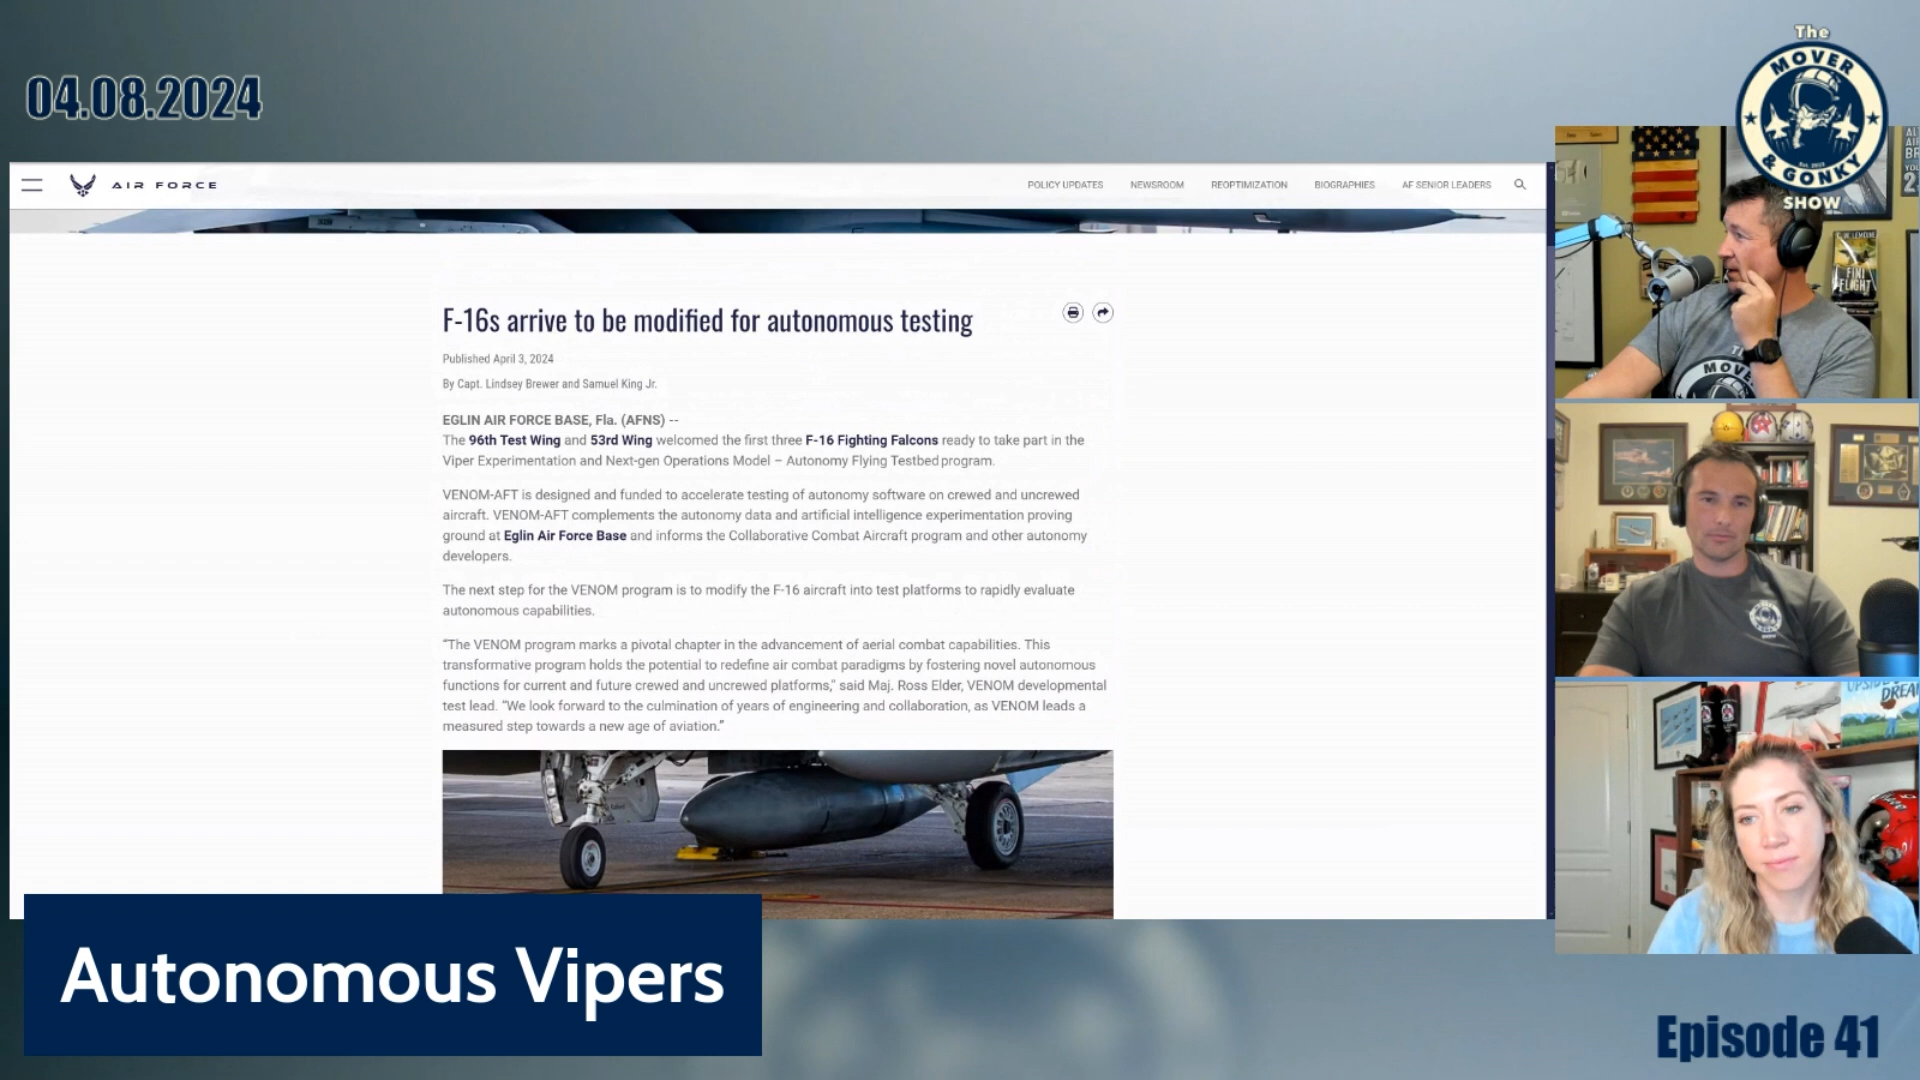 04.08.2024
The
MOVER
& GONKY
SHOW
AIR FORCE
POLICY UPDATES
NEWSROOM
REOPTIMIZATION
BIOGRAPHIES
AF SENIOR LEADERS
F-16s arrive to be modified for autonomous testing
Published April 3, 2024
By Capt. Lindsey Brewer and Samuel King Jr.
EGLIN AIR FORCE BASE, Fla. (AFNS) --
The 96th Test Wing and 53rd Wing welcomed the first three F-16 Fighting Falcons ready to take part in the
Viper Experimentation and Next-gen Operations Model – Autonomy Flying Testbed program.
VENOM-AFT is designed and funded to accelerate testing of autonomy software on crewed and uncrewed
aircraft. VENOM-AFT complements the autonomy data and artificial intelligence experimentation proving
ground at Eglin Air Force Base and informs the Collaborative Combat Aircraft program and other autonomy
developers.
The next step for the VENOM program is to modify the F-16 aircraft into test platforms to rapidly evaluate
autonomous capabilities.
“The VENOM program marks a pivotal chapter in the advancement of aerial combat capabilities. This
transformative program holds the potential to redefine air combat paradigms by fostering novel autonomous
functions for current and future crewed and uncrewed platforms,” said Maj. Ross Elder, VENOM developmental
test lead. “We look forward to the culmination of years of engineering and collaboration, as VENOM leads a
measured step towards a new age of aviation.”
FINI
FLIGHT
MOVE
Autonomous Vipers
Episode 41